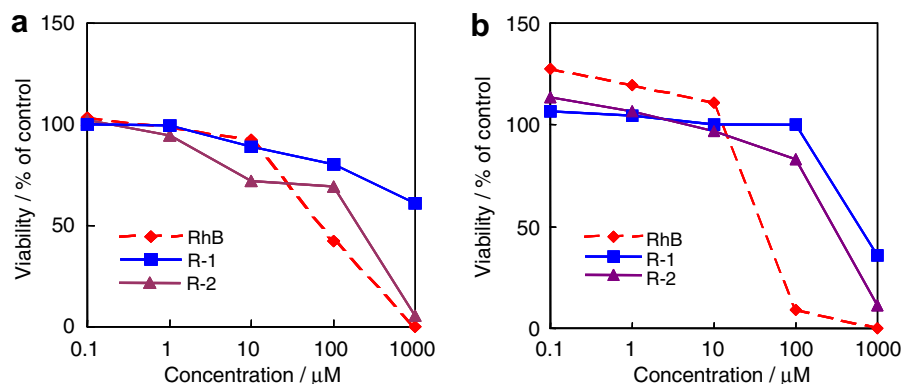 a
150
100
50
0
Viability / % of control
RhB
R-1
R-2
0.1 1 10 100 1000
Concentration / μM
b
150
100
50
0
Viability / % of control
RhB
R-1
R-2
0.1 1 10 100 1000
Concentration / μM